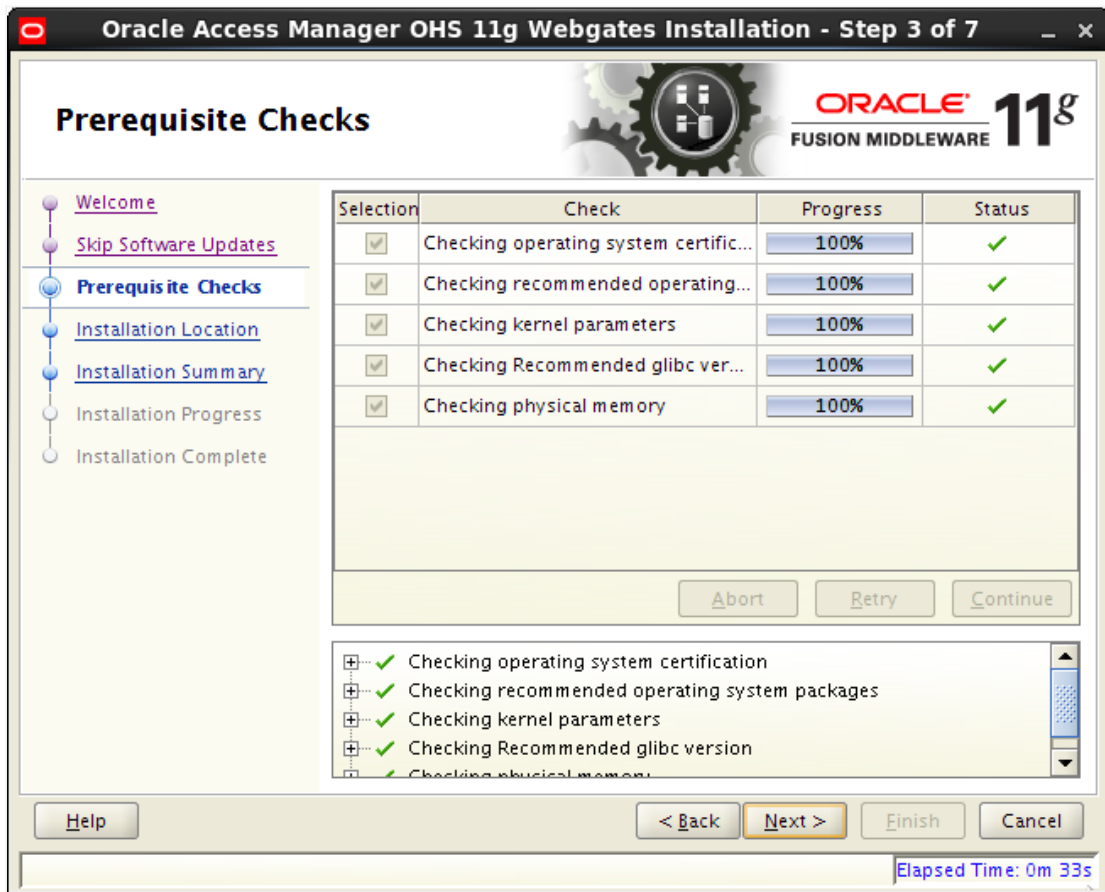 Oracle Access Manager OHS 11g Webgates Installation - Step 3 of 7
Prerequisite Checks
ORACLE
FUSION MIDDLEWARE
11g
Welcome
Skip Software Updates
Prerequisite Checks
Installation Location
Installation Summary
Installation Progress
Installation Complete
Selection Check Progress Status
Checking operating system certific... 100%
Checking recommended operating... 100%
Checking kernel parameters 100%
Checking Recommended glibc ver... 100%
Checking physical memory 100%
Abort Retry Continue
Checking operating system certification
Checking recommended operating system packages
Checking kernel parameters
Checking Recommended glibc version
Checking physical memory
Help < Back Next > Finish Cancel
Elapsed Time: 0m 33s